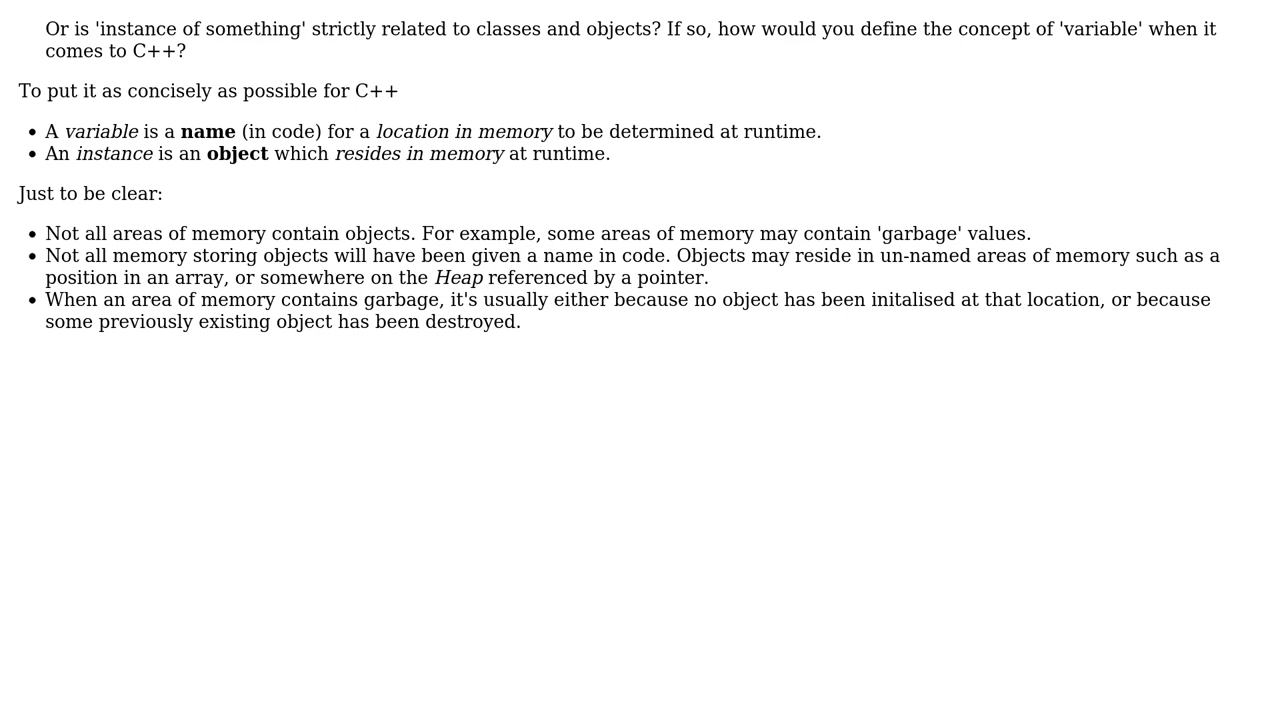 Or is 'instance of something' strictly related to classes and objects? If so, how would you define the concept of 'variable' when it
comes to C++?
To put it as concisely as possible for C++
• A variable is a name (in code) for a location in memory to be determined at runtime.
• An instance is an object which resides in memory at runtime.
Just to be clear:
• Not all areas of memory contain objects. For example, some areas of memory may contain 'garbage' values.
• Not all memory storing objects will have been given a name in code. Objects may reside in un-named areas of memory such as a
position in an array, or somewhere on the Heap referenced by a pointer.
• When an area of memory contains garbage, it's usually either because no object has been initalised at that location, or because
some previously existing object has been destroyed.